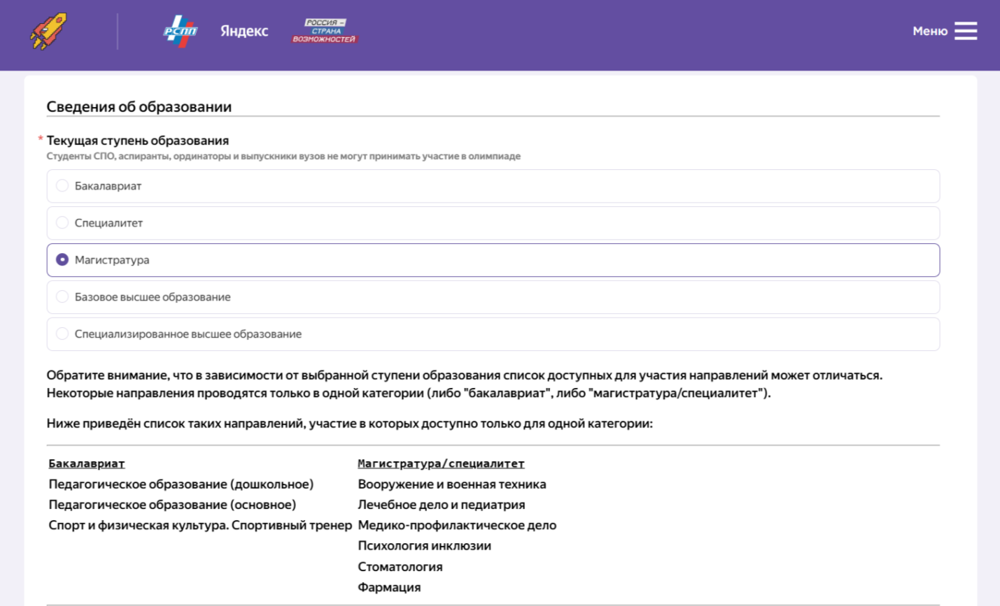 РСПП
Яндекс
РОССИЯ –
СТРАНА
ВОЗМОЖНОСТЕЙ
Меню
Сведения об образовании
* Текущая ступень образования
Студенты СПО, аспиранты, ординаторы и выпускники вузов не могут принимать участие в олимпиаде
Бакалавриат
Специалитет
Магистратура
Базовое высшее образование
Специализированное высшее образование
Обратите внимание, что в зависимости от выбранной ступени образования список доступных для участия направлений может отличаться.
Некоторые направления проводятся только в одной категории (либо "бакалавриат", либо "магистратура/специалитет").
Ниже приведён список таких направлений, участие в которых доступно только для одной категории:
Бакалавриат
Педагогическое образование (дошкольное)
Педагогическое образование (основное)
Спорт и физическая культура. Спортивный тренер
Магистратура/специалитет
Вооружение и военная техника
Лечебное дело и педиатрия
Медико-профилактическое дело
Психология инклюзии
Стоматология
Фармация